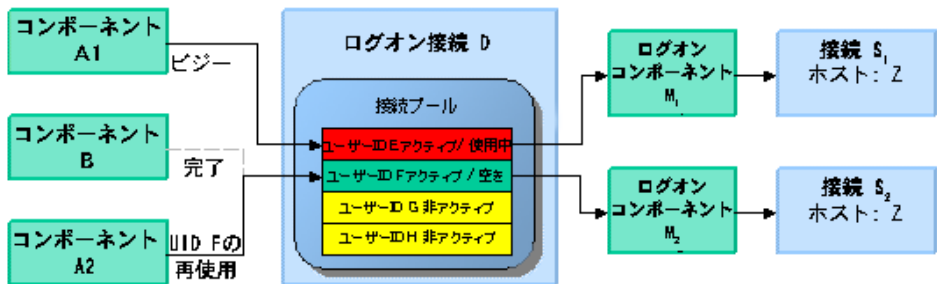 コンポーネント
A1
ビジー
コンポーネント
B
完了
コンポーネント
A2
UID Fの
再使用
ログオン接続 D
接続プール
ユーザーID Eアクティブ/ 使用中
ユーザーID Fアクティブ / 空き
ユーザーID G 非アクティブ
ユーザーID H 非アクティブ
ログオン
コンポーネント
M1
接続 S1
ホスト: Z
ログオン
コンポーネント
M2
接続 S2
ホスト: Z